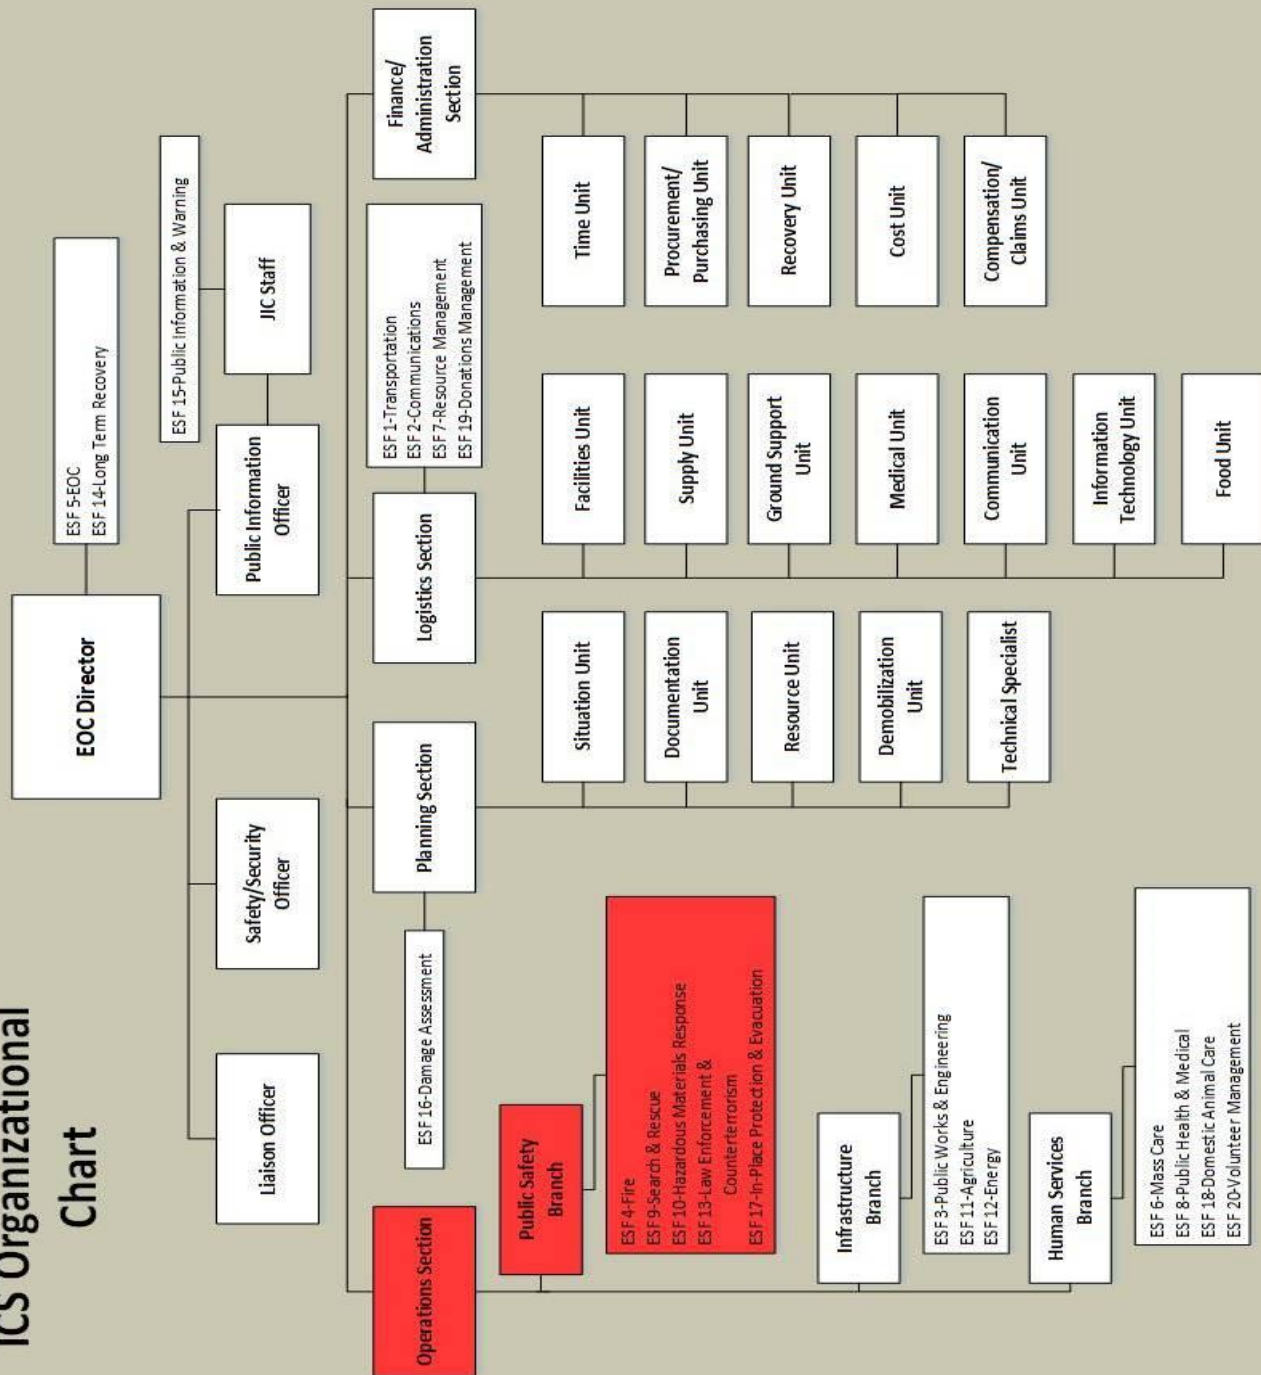 ICS Organizational
Chart
EOC Director
ESF 5-EOC
ESF 14-Long Term Recovery
Liaison Officer
Safety/Security
Officer
Public Information
Officer
JIC Staff
ESF 15-Public Information & Warning
Operations Section
Planning Section
ESF 16-Damage Assessment
Logistics Section
ESF 1-Transportation
ESF 2-Communications
ESF 7-Resource Management
ESF 19-Donations Management
Finance/
Administration
Section
Public Safety
Branch
ESF 4-Fire
ESF 9-Search & Rescue
ESF 10-Hazardous Materials Response
ESF 13-Law Enforcement &
Counterterrorism
ESF 17-In-Place Protection & Evacuation
Infrastructure
Branch
ESF 3-Public Works & Engineering
ESF 11-Agriculture
ESF 12-Energy
Human Services
Branch
ESF 6-Mass Care
ESF 8-Public Health & Medical
ESF 18-Domestic Animal Care
ESF 20-Volunteer Management
Situation Unit
Documentation
Unit
Resource Unit
Demobilization
Unit
Technical Specialist
Facilities Unit
Supply Unit
Ground Support
Unit
Medical Unit
Communication
Unit
Information
Technology Unit
Food Unit
Time Unit
Procurement/
Purchasing Unit
Recovery Unit
Cost Unit
Compensation/
Claims Unit